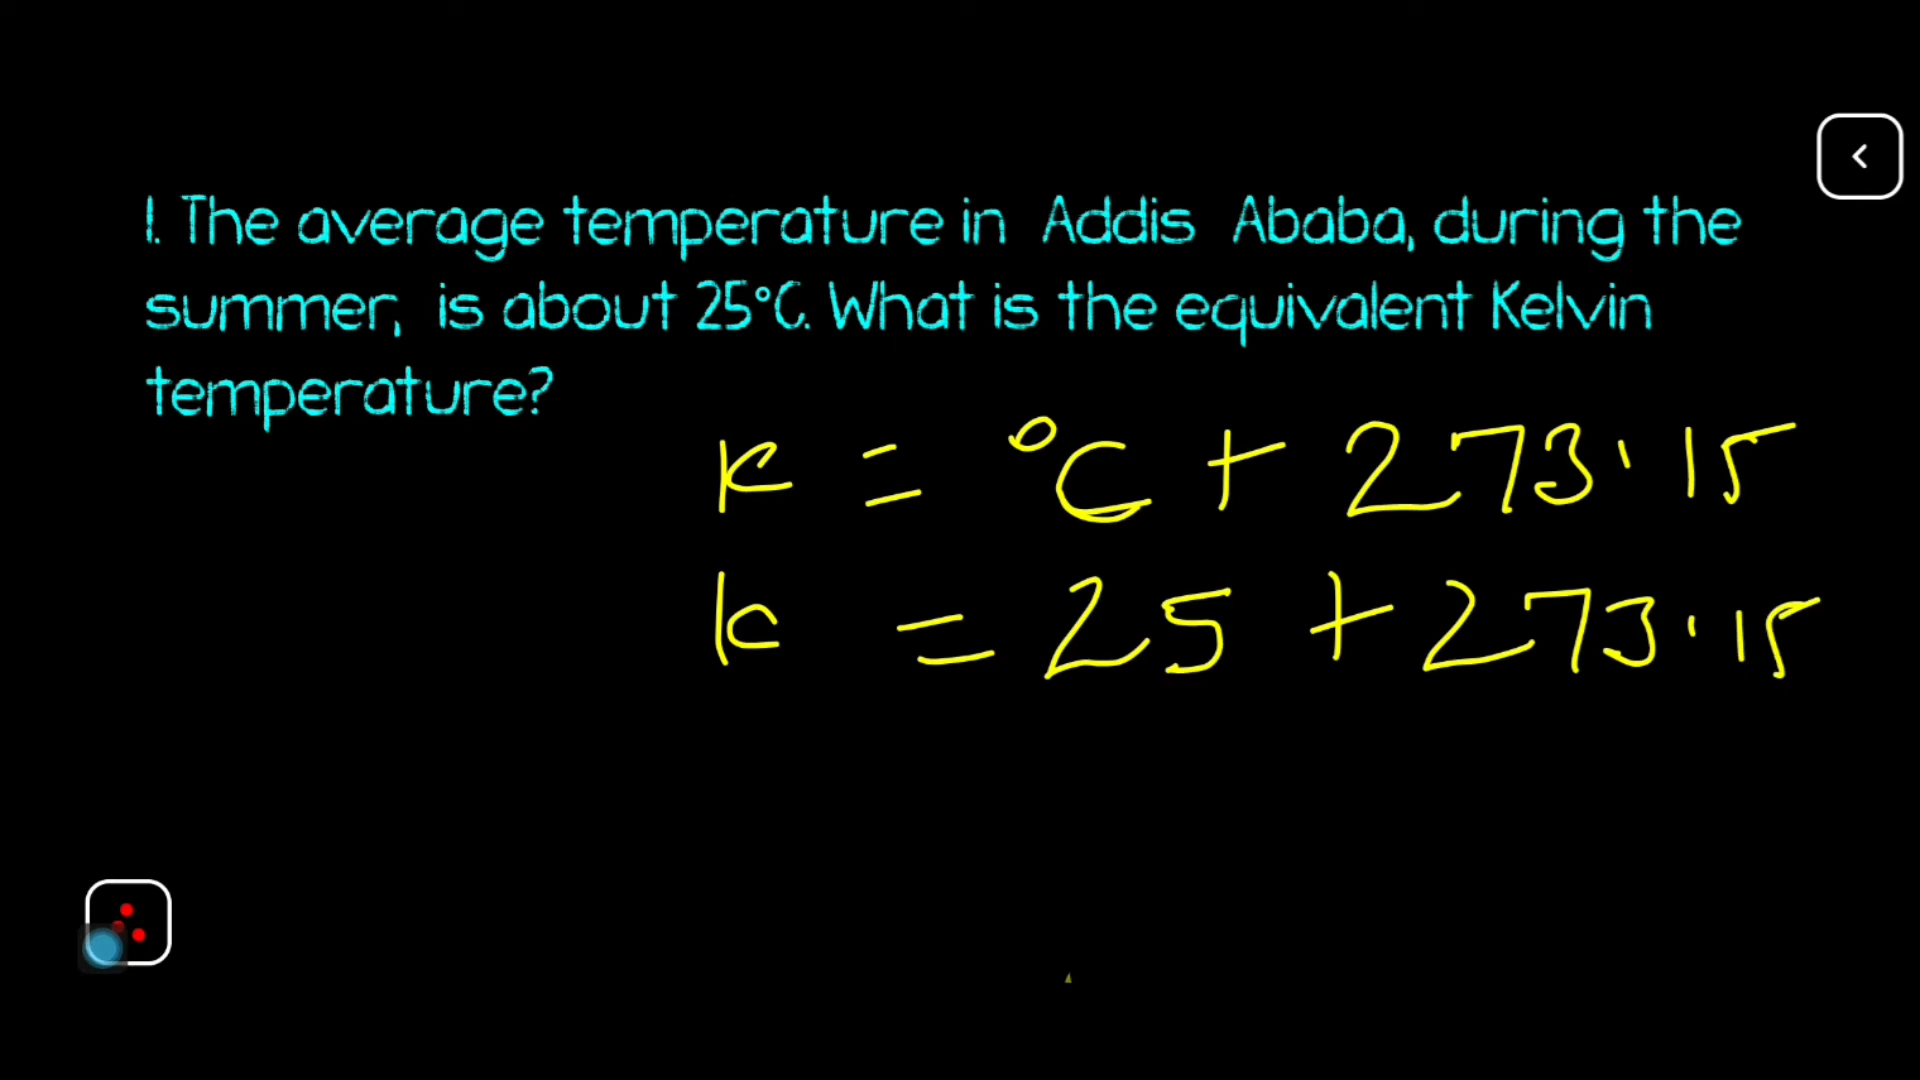 1. The average temperature in Addis Ababa, during the
summer, is about 25°C. What is the equivalent Kelvin
temperature?
K = °C + 273.15
K = 25 + 273.15